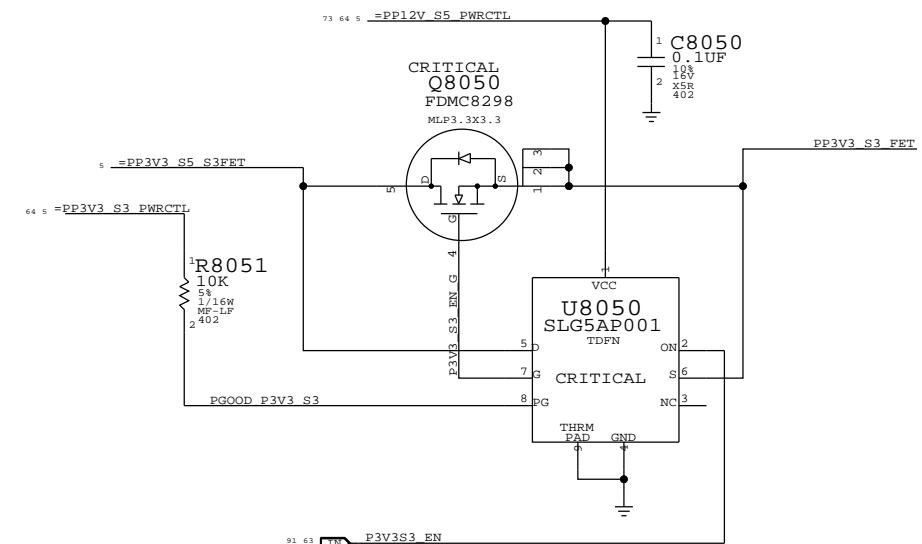 73 64 5 =PP12V_S5_PWRCTL
1 C8050
0.1UF
10%
16V
2 X5R
402
CRITICAL
Q8050
FDMC8298
MLP3.3X3.3
PP3V3_S3_FET
5 =PP3V3_S5_S3FET
5 D S 1 2 3
G
4
64 5 =PP3V3_S3_PWRCTL
1 R8051
10K
5%
1/16W
MF-LF
2 402
P3V3_S3_EN_G
1
VCC
U8050
SLG5AP001
TDFN
5 D ON 2
7 G CRITICAL S 6
PGOOD_P3V3_S3 8 PG NC 3
THRM
PAD GND
9 4
91 63 IN P3V3S3_EN